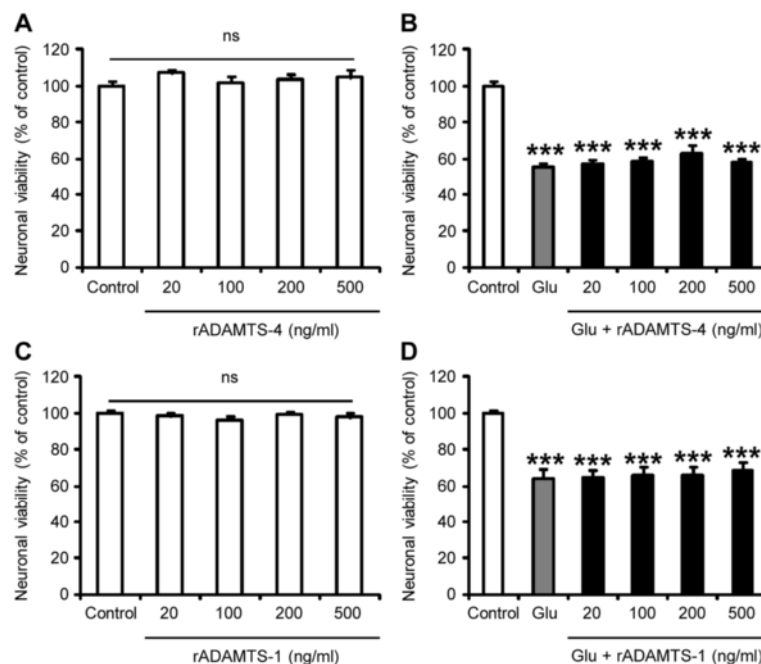 A
ns
Neuronal viability (% of control)
120
100
80
60
40
20
0
Control 20 100 200 500
rADAMTS-4 (ng/ml)
B
Neuronal viability (% of control)
120
100
80
60
40
20
0
*** *** *** *** ***
Control Glu 20 100 200 500
Glu + rADAMTS-4 (ng/ml)
C
ns
Neuronal viability (% of control)
120
100
80
60
40
20
0
Control 20 100 200 500
rADAMTS-1 (ng/ml)
D
Neuronal viability (% of control)
120
100
80
60
40
20
0
*** *** *** *** ***
Control Glu 20 100 200 500
Glu + rADAMTS-1 (ng/ml)